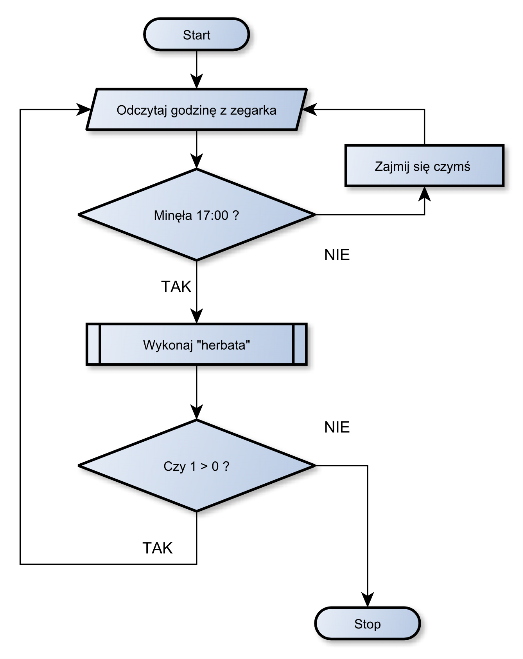 Start
Odczytaj godzinę z zegarka
Zajmij się czymś
Minęła 17:00 ?
NIE
TAK
Wykonaj "herbata"
NIE
Czy 1 > 0 ?
TAK
Stop